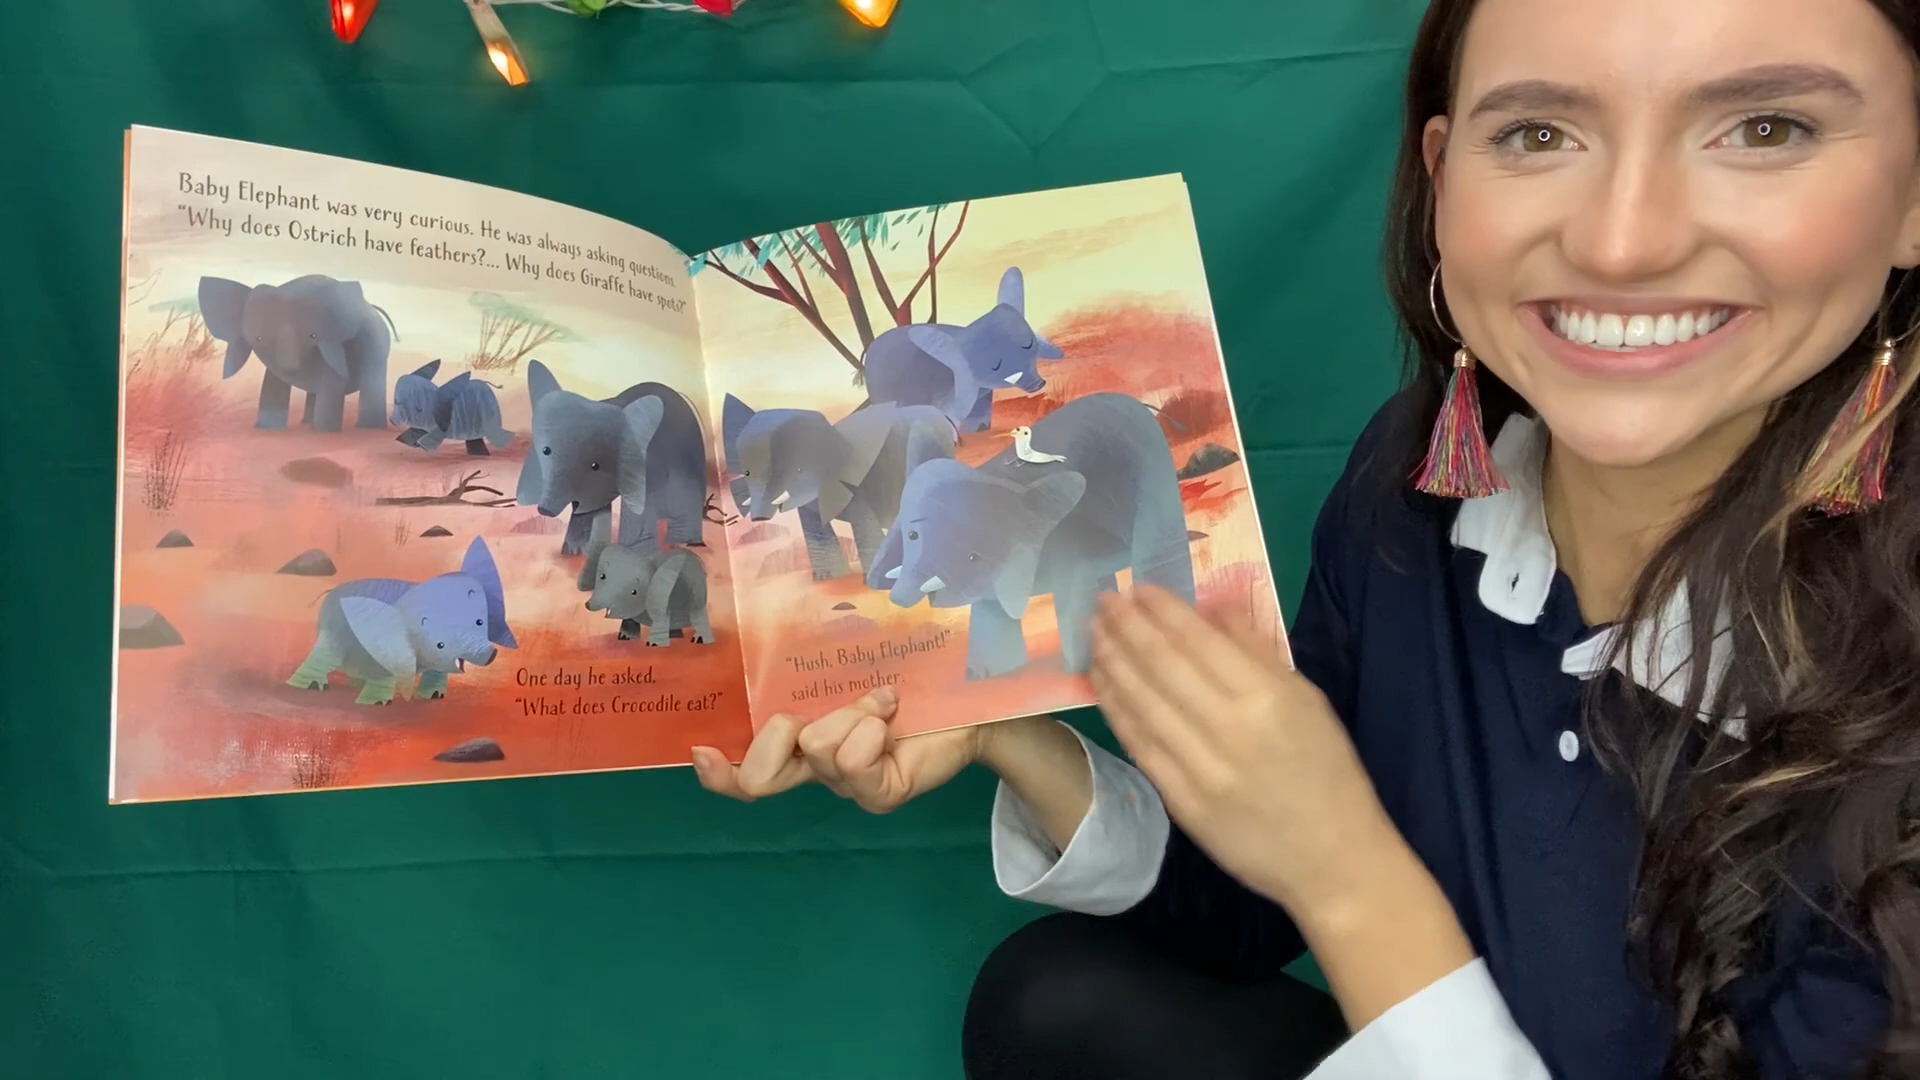 Baby Elephant was very curious. He was always asking questions.
“Why does Ostrich have feathers?... Why does Giraffe have spots?”
One day he asked,
“What does Crocodile eat?”
“Hush, Baby Elephant!”
said his mother.